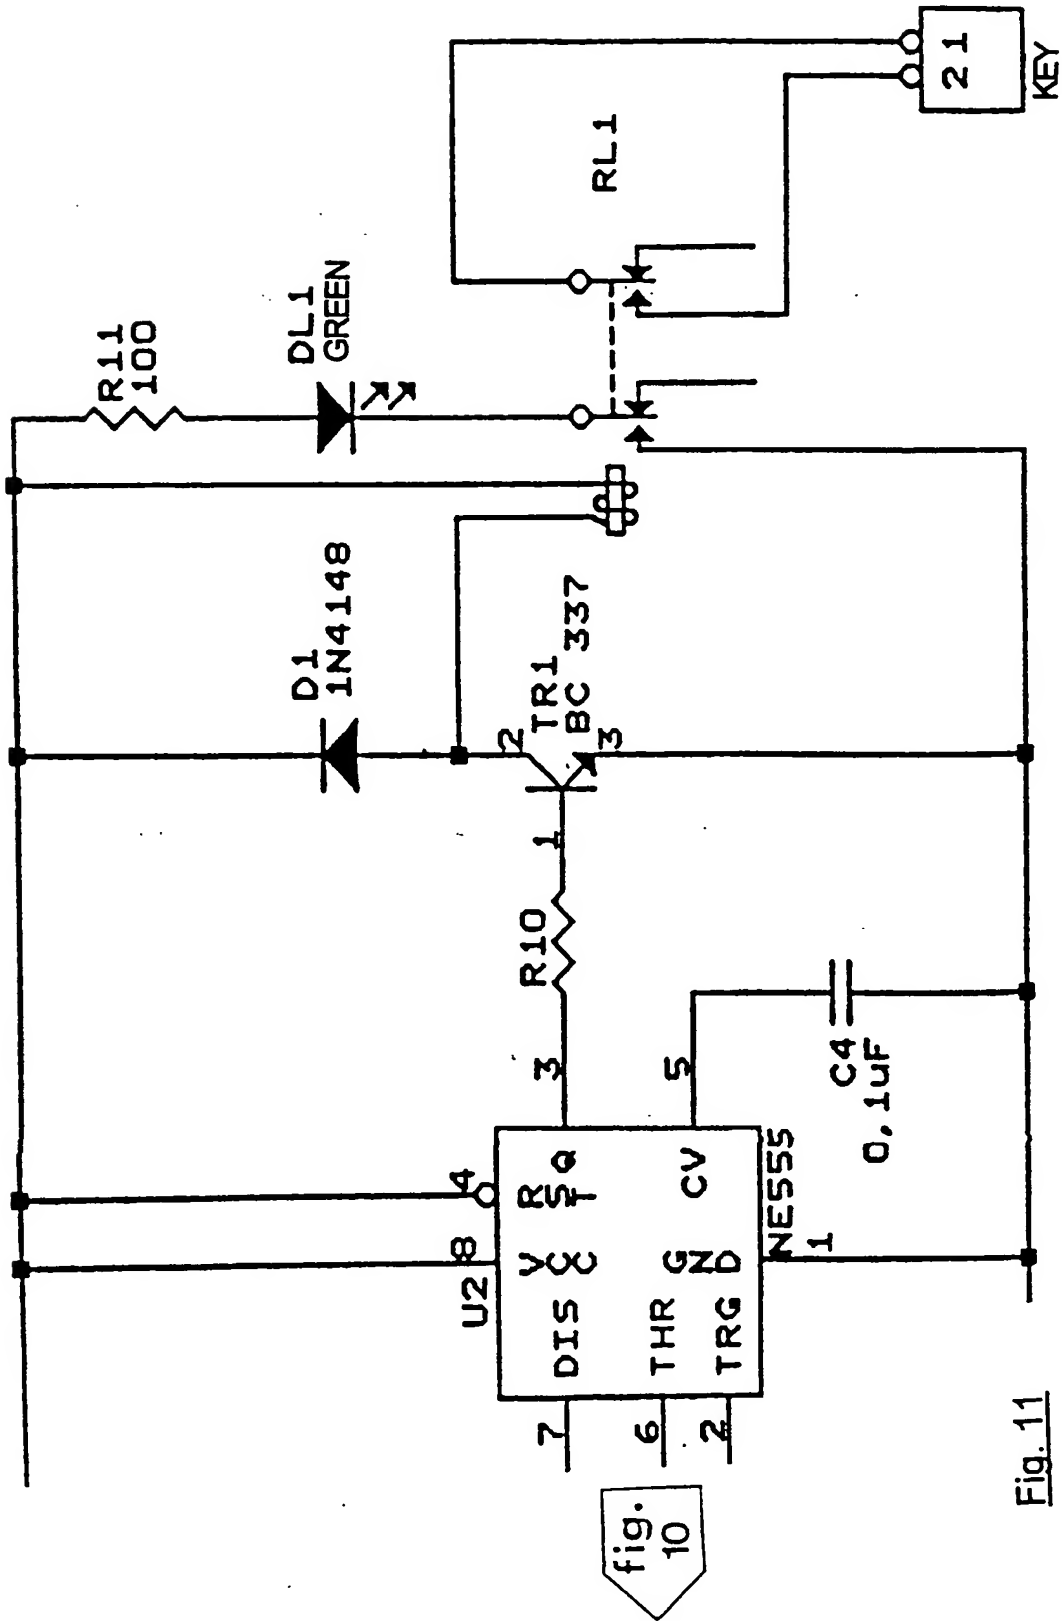 fig.
10
7
6
2
U2
8
4
DIS
V
C
C
R
S
T
Q
THR
TRG
G
N
D
CV
NE555
1
3
5
R10
C4
0,1uF
1
2
3
TR1
BC 337
D1
1N4148
R11
100
DL1
GREEN
RL1
2 1
KEY
Fig. 11